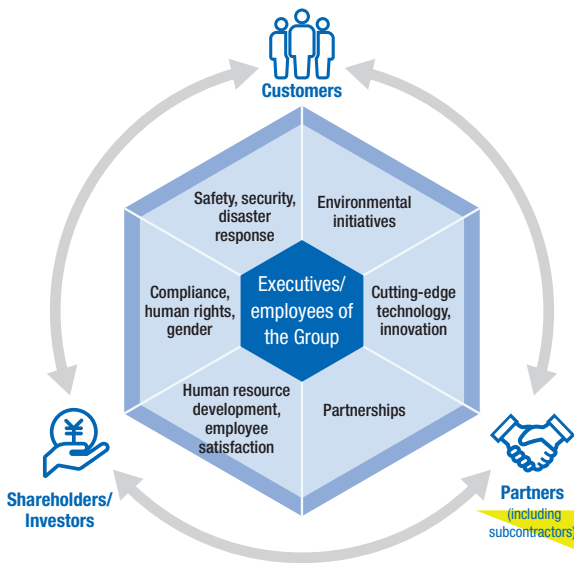 Customers
Safety, security,
disaster
response
Environmental
initiatives
Compliance,
human rights,
gender
Executives/
employees of
the Group
Cutting-edge
technology,
innovation
Human resource
development,
employee
satisfaction
Partnerships
¥
Shareholders/
Investors
Partners
(including
subcontractors)